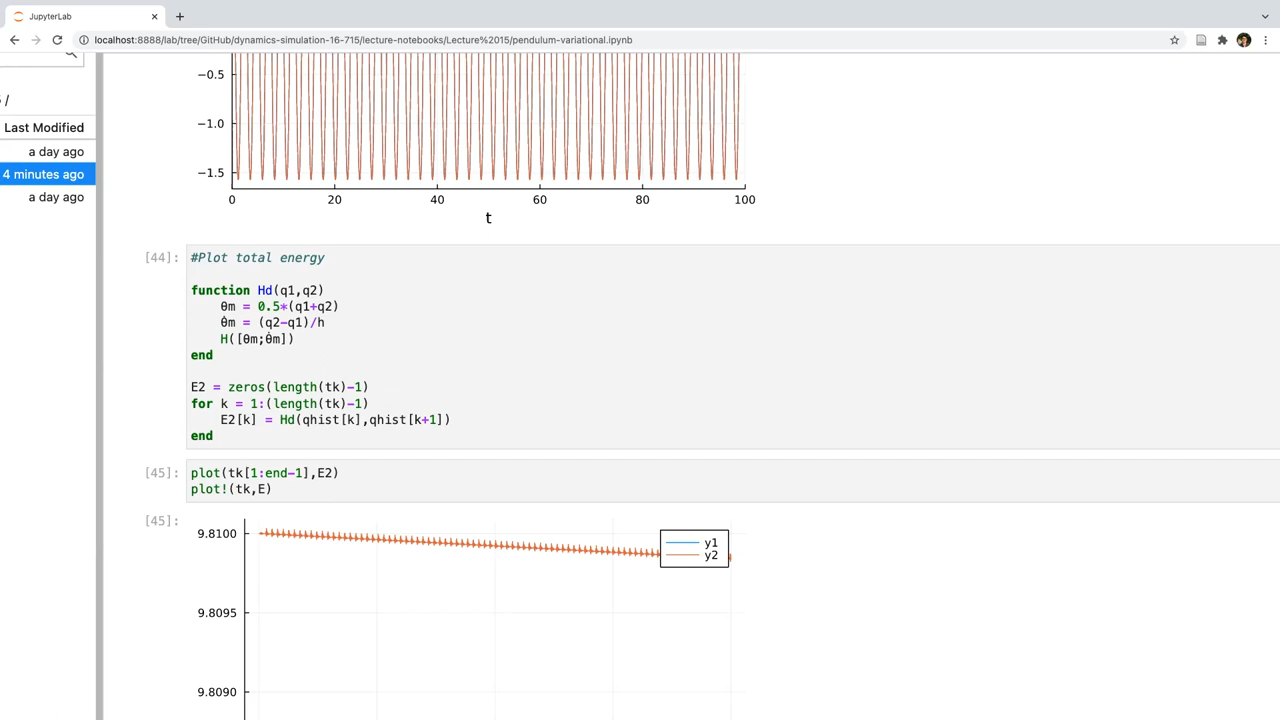 JupyterLab
localhost:8888/lab/tree/GitHub/dynamics-simulation-16-715/lecture-notebooks/Lecture%2015/pendulum-variational.ipynb
/
Last Modified
a day ago
4 minutes ago
a day ago
−0.5
−1.0
−1.5
0 20 40 60 80 100
t
[44]: #Plot total energy
function Hd(q1,q2)
θm = 0.5*(q1+q2)
θ̇m = (q2-q1)/h
H([θm;θ̇m])
end
E2 = zeros(length(tk)-1)
for k = 1:(length(tk)-1)
E2[k] = Hd(qhist[k],qhist[k+1])
end
[45]: plot(tk[1:end-1],E2)
plot!(tk,E)
[45]:
9.8100
y1
y2
9.8095
9.8090